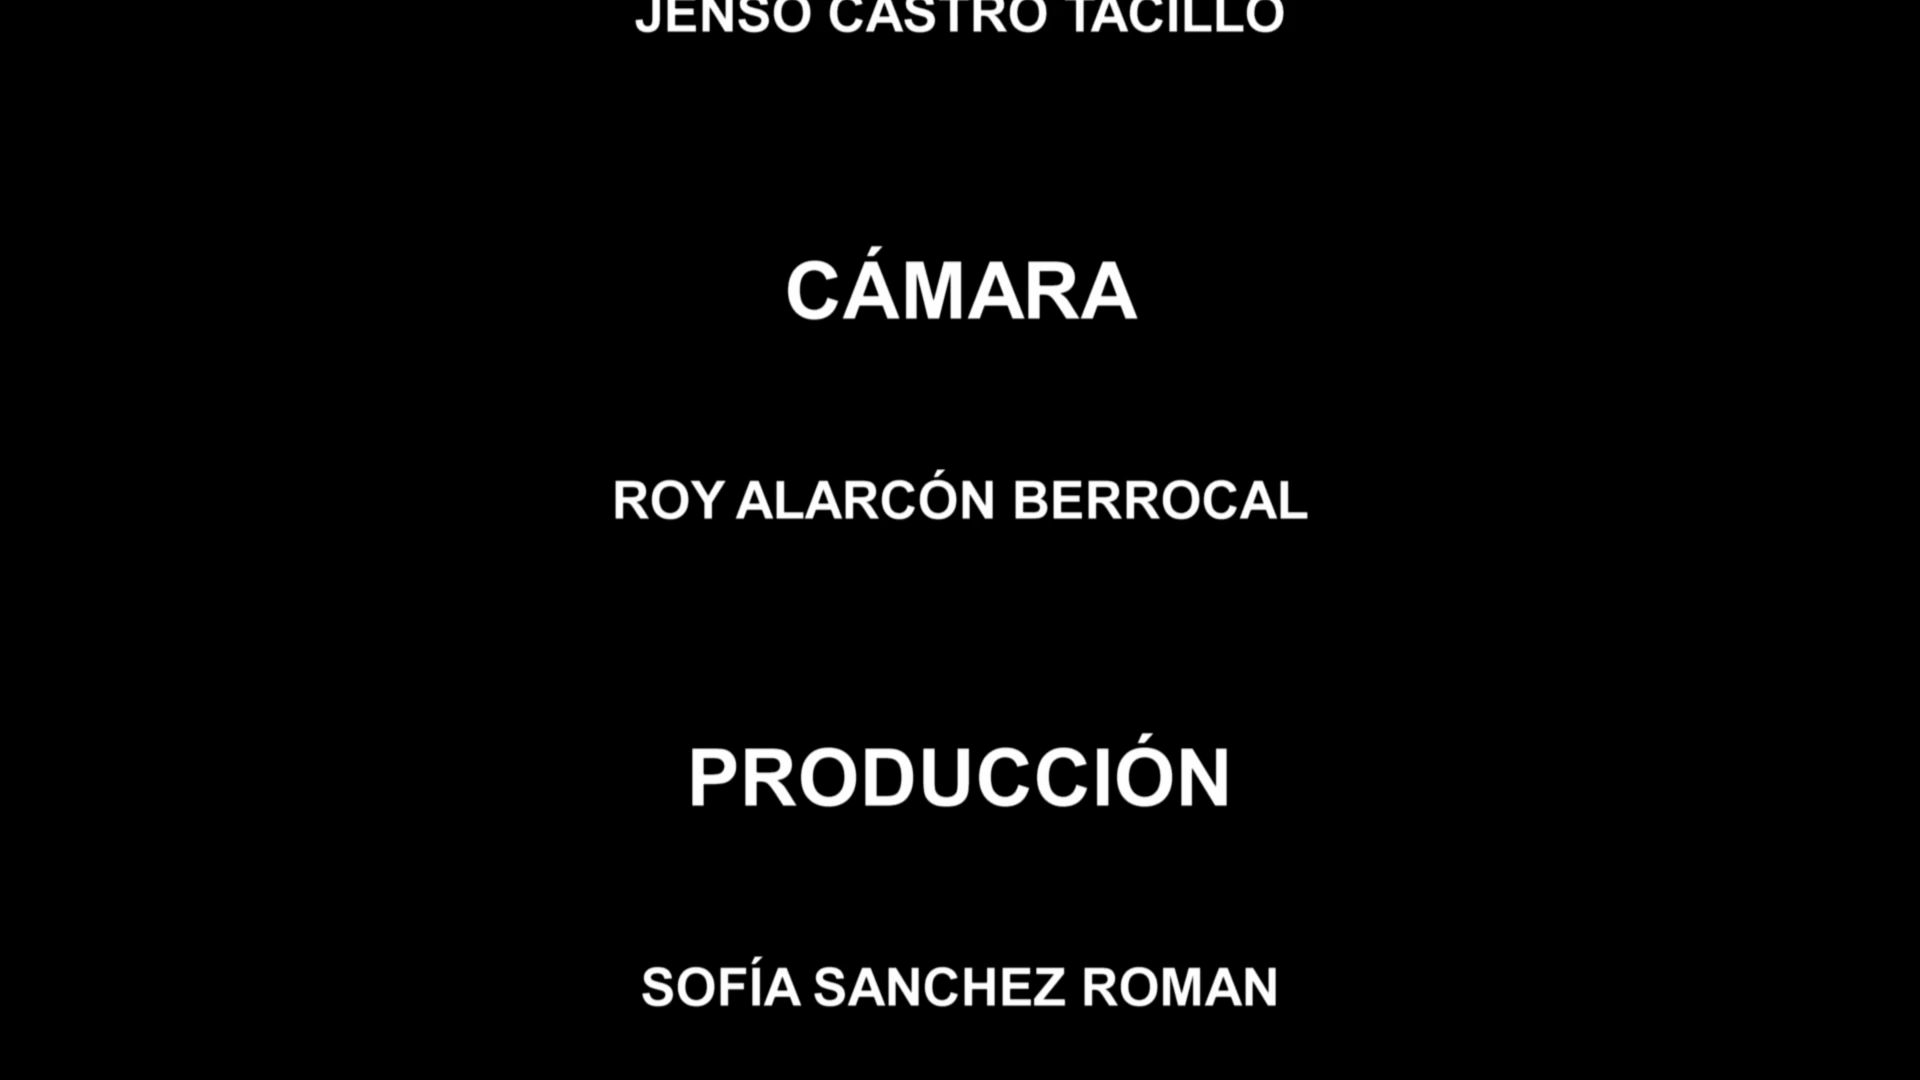 JENSO CASTRO TACILLO
CÁMARA
ROY ALARCÓN BERROCAL
PRODUCCIÓN
SOFÍA SANCHEZ ROMAN